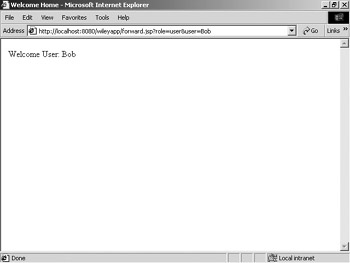 Welcome Home - Microsoft Internet Explorer
File Edit View Favorites Tools Help
Address http://localhost:8080/wileyapp/forward.jsp?role=user&user=Bob Go Links »
Welcome User: Bob
Done Local intranet